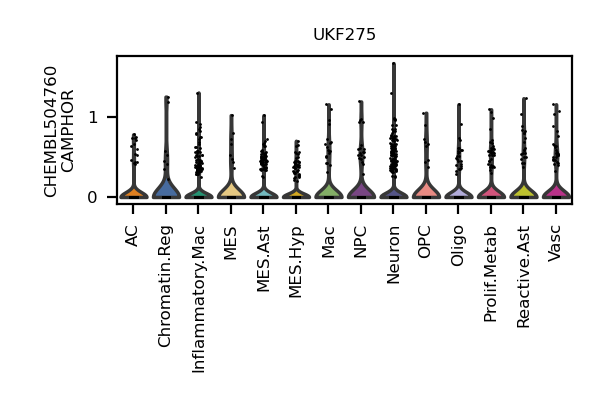 UKF275
CHEMBL504760
CAMPHOR
1
0
AC
Chromatin.Reg
Inflammatory.Mac
MES
MES.Ast
MES.Hyp
Mac
NPC
Neuron
OPC
Oligo
Prolif.Metab
Reactive.Ast
Vasc